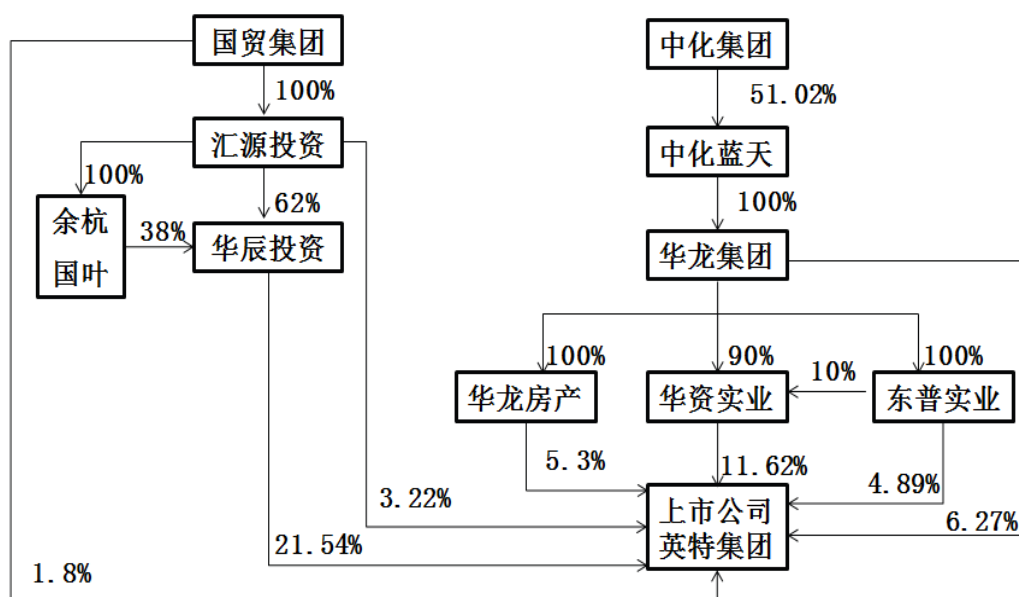 国贸集团
中化集团
100%
51.02%
汇源投资
中化蓝天
100%
62%
100%
余杭
国叶
38%
华辰投资
华龙集团
100%
90%
100%
10%
华龙房产
华资实业
东普实业
5.3%
11.62%
4.89%
3.22%
上市公司
英特集团
6.27%
21.54%
1.8%